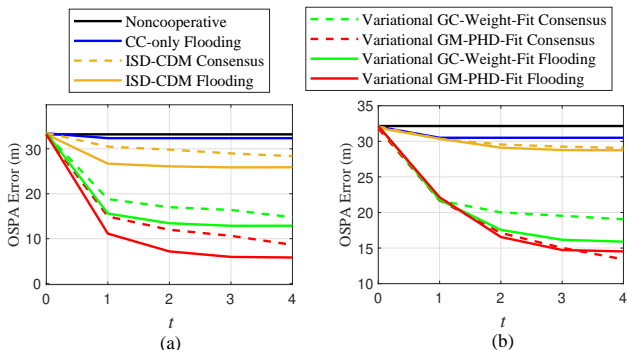 Noncooperative
CC-only Flooding
ISD-CDM Consensus
ISD-CDM Flooding
Variational GC-Weight-Fit Consensus
Variational GM-PHD-Fit Consensus
Variational GC-Weight-Fit Flooding
Variational GM-PHD-Fit Flooding
OSPA Error (m)
30
20
10
0
0 1 2 3 4
t
(a)
OSPA Error (m)
35
30
25
20
15
10
0 1 2 3 4
t
(b)